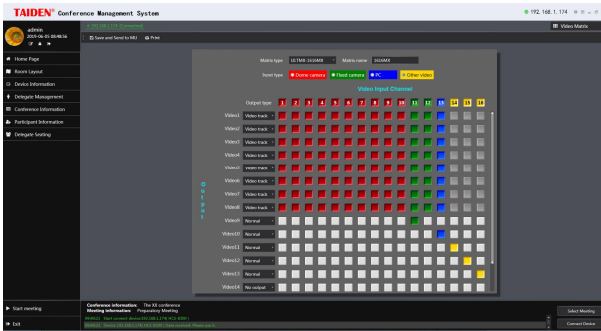 TAIDEN® Conference Management System
192. 168. 1. 174
admin
2019-06-05 08:48:56
Video Matrix
Save and Send to MU
Print
Home Page
Room Layout
Device Information
Delegate Management
Conference Information
Participant Information
Delegate Seating
Matrix type
Matrix name 1616MX
Input type Dome camera Fixed camera PC Other video
Video Input Channel
Output type 1 2 3 4 5 6 7 8 9 10 11 12 13 14 15 16
Video1 Video track
Video2 Video track
Video3 Video track
Video4 Video track
Video5 Video track
Video6 Video track
Video7 Video track
Video8 Video track
Video9 Normal
Video10 Normal
Video11 Normal
Video12 Normal
Video13 Normal
Video14 No output
Output
Start meeting
Exit
Conference information: The XX conference
Meeting information: Preparatory Meeting
Select Meeting
Connect Device